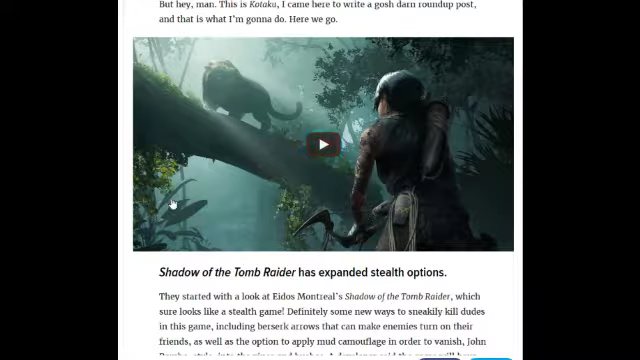 But hey, man. This is Kotaku, I came here to write a gosh darn roundup post,
and that is what I'm gonna do. Here we go.
Shadow of the Tomb Raider has expanded stealth options.
They started with a look at Eidos Montreal's Shadow of the Tomb Raider, which
sure looks like a stealth game! Definitely some new ways to sneakily kill dudes
in this game, including berserk arrows that can make enemies turn on their
friends, as well as the option to apply mud camouflage in order to vanish, John